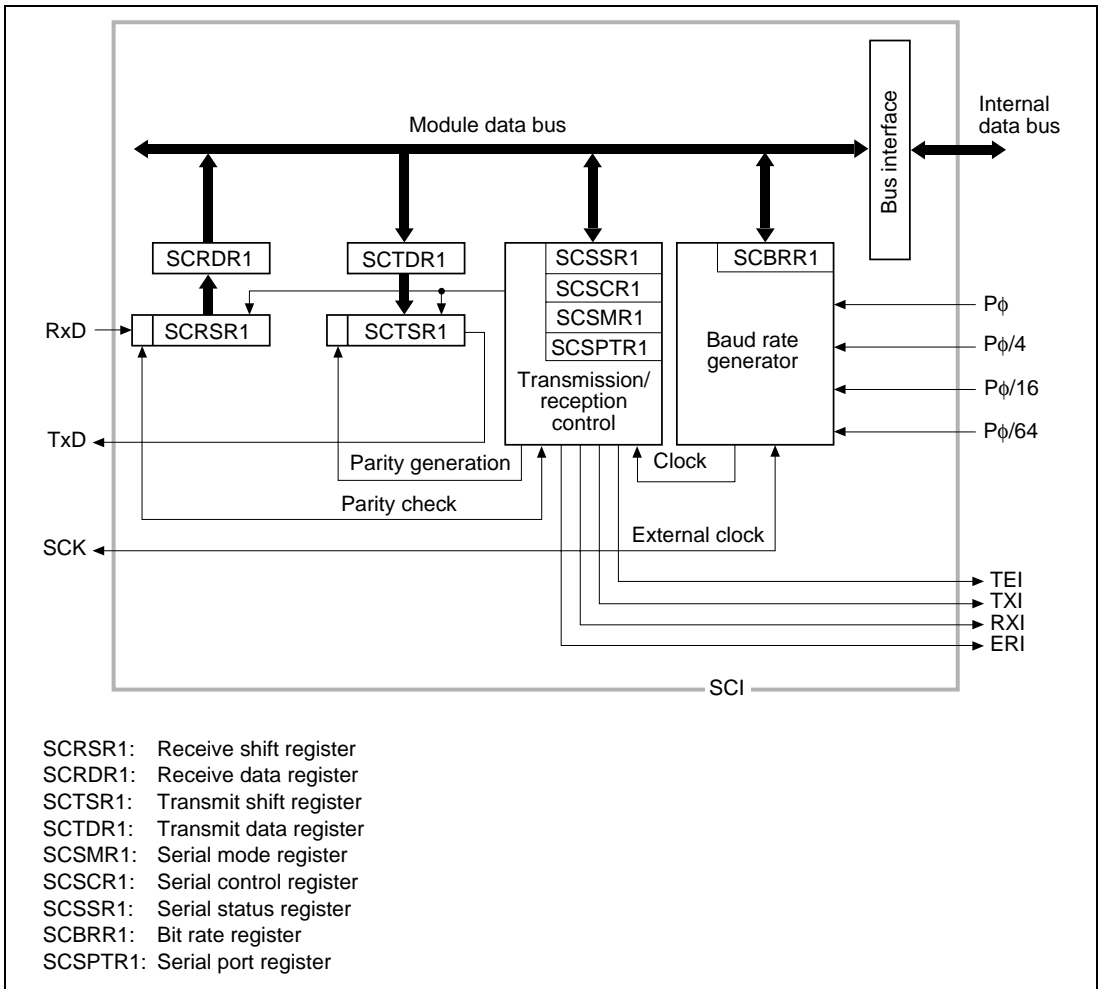 Module data bus
Bus interface
Internal
data bus
SCRDR1
SCTDR1
SCSSR1
SCSCR1
SCSMR1
SCSPTR1
Transmission/
reception
control
SCBRR1
Baud rate
generator
RxD
SCRSR1
SCTSR1
Pϕ
Pϕ/4
Pϕ/16
Pϕ/64
TxD
Parity generation
Clock
Parity check
SCK
External clock
TEI
TXI
RXI
ERI
SCI
SCRSR1: Receive shift register
SCRDR1: Receive data register
SCTSR1: Transmit shift register
SCTDR1: Transmit data register
SCSMR1: Serial mode register
SCSCR1: Serial control register
SCSSR1: Serial status register
SCBRR1: Bit rate register
SCSPTR1: Serial port register